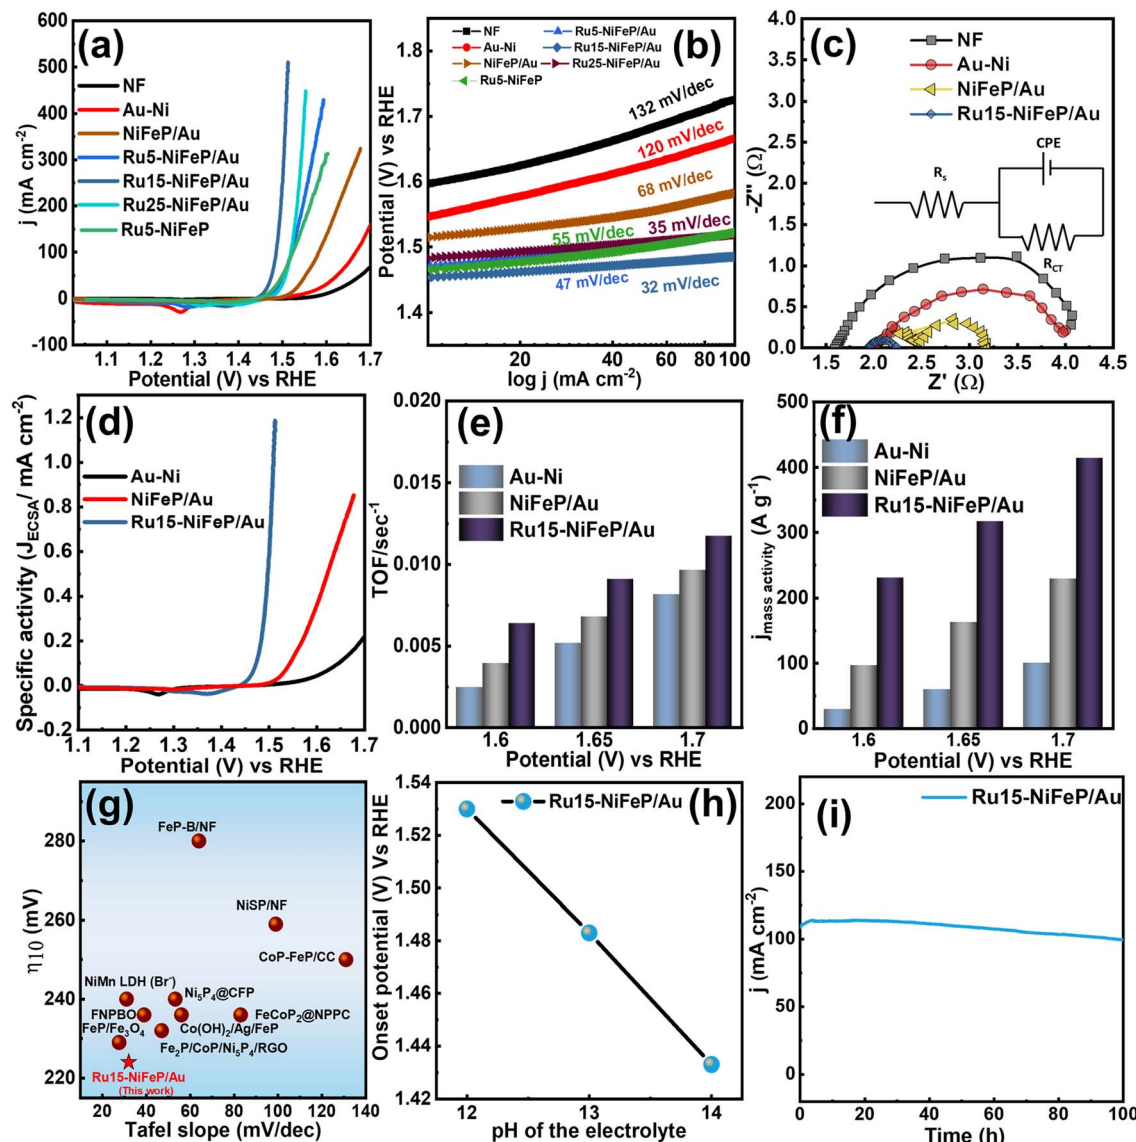 (a)
600
500
400
300
200
100
0
-100
j (mA cm⁻²)
NF
Au-Ni
NiFeP/Au
Ru5-NiFeP/Au
Ru15-NiFeP/Au
Ru25-NiFeP/Au
Ru5-NiFeP
1.1 1.2 1.3 1.4 1.5 1.6 1.7
Potential (V) vs RHE
(b)
1.8
1.7
1.6
1.5
1.4
Potential (V) vs RHE
NF
Au-Ni
NiFeP/Au
Ru5-NiFeP
Ru5-NiFeP/Au
Ru15-NiFeP/Au
Ru25-NiFeP/Au
132 mV/dec
120 mV/dec
68 mV/dec
55 mV/dec
35 mV/dec
47 mV/dec
32 mV/dec
20 40 60 80 100
log j (mA cm⁻²)
(c)
4.0
3.5
3.0
2.5
2.0
1.5
1.0
0.5
0.0
-Z'' (Ω)
NF
Au-Ni
NiFeP/Au
Ru15-NiFeP/Au
CPE
Rₛ
R_CT
1.0 1.5 2.0 2.5 3.0 3.5 4.0 4.5
Z' (Ω)
(d)
1.2
1.0
0.8
0.6
0.4
0.2
0.0
-0.2
Specific activity (J_ECSA/ mA cm⁻²)
Au-Ni
NiFeP/Au
Ru15-NiFeP/Au
1.1 1.2 1.3 1.4 1.5 1.6 1.7
Potential (V) vs RHE
(e)
0.020
0.015
0.010
0.005
0.000
TOF/sec⁻¹
Au-Ni
NiFeP/Au
Ru15-NiFeP/Au
1.6 1.65 1.7
Potential (V) vs RHE
(f)
500
400
300
200
100
0
j_mass activity (A g⁻¹)
Au-Ni
NiFeP/Au
Ru15-NiFeP/Au
1.6 1.65 1.7
Potential (V) vs RHE
(g)
280
260
240
220
η₁₀ (mV)
FeP-B/NF
NiSP/NF
CoP-FeP/CC
NiMn LDH (Br⁻)
Ni₅P₄@CFP
FNPBO
FeCoP₂@NPPC
FeP/Fe₃O₄
Co(OH)₂/Ag/FeP
Fe₂P/CoP/Ni₅P₄/RGO
Ru15-NiFeP/Au
(This work)
20 40 60 80 100 120 140
Tafel slope (mV/dec)
(h)
1.54
1.52
1.50
1.48
1.46
1.44
1.42
Onset potential (V) Vs RHE
Ru15-NiFeP/Au
12 13 14
pH of the electrolyte
(i)
200
150
100
50
0
j (mA cm⁻²)
Ru15-NiFeP/Au
0 20 40 60 80 100
Time (h)